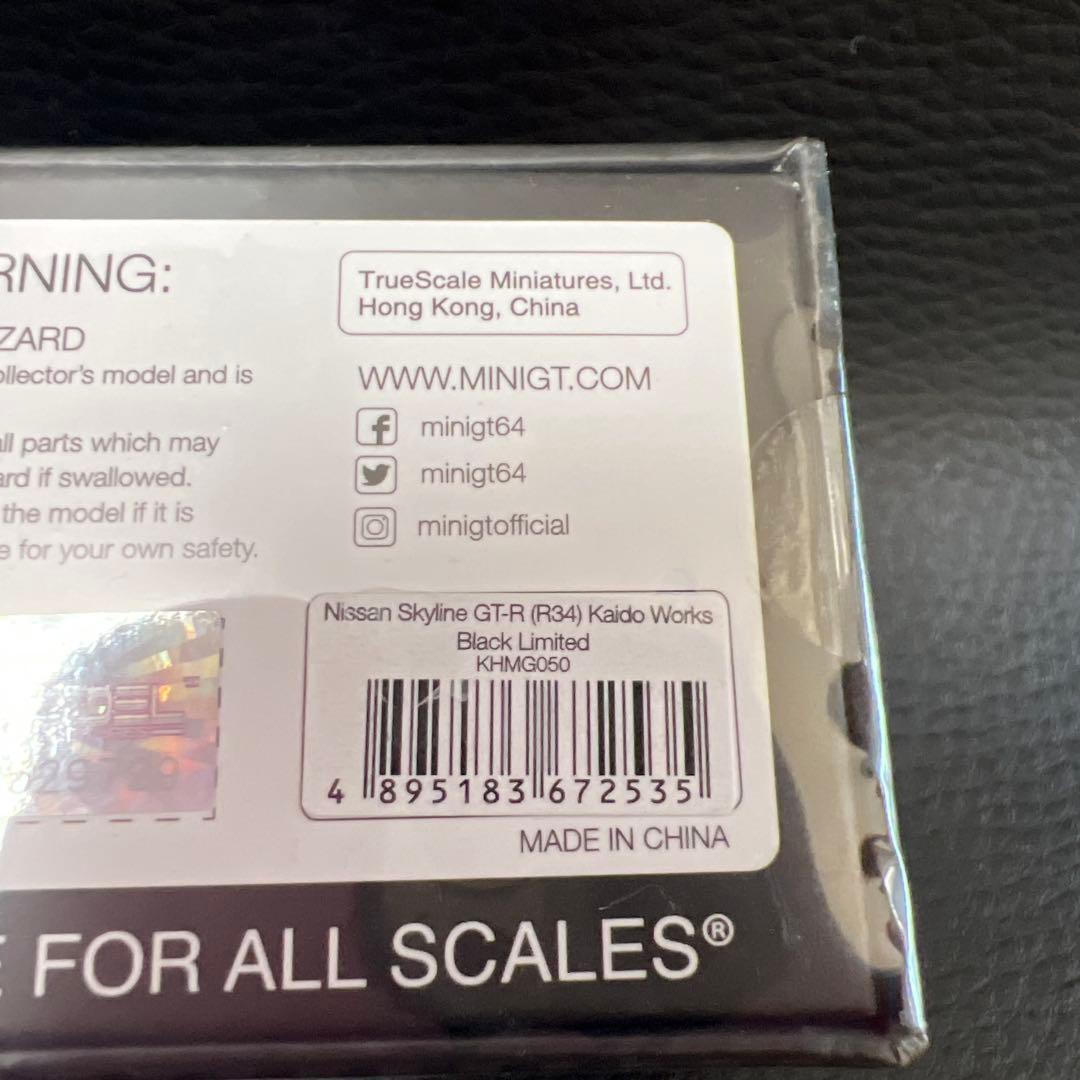 RNING:
ZARD
ollector's model and is
all parts which may
ard if swallowed.
the model if it is
e for your own safety.
TrueScale Miniatures, Ltd.
Hong Kong, China
WWW.MINIGT.COM
minigt64
minigt64
minigtofficial
Nissan Skyline GT-R (R34) Kaido Works
Black Limited
KHMG050
4 895183 672535
MADE IN CHINA
E FOR ALL SCALES®